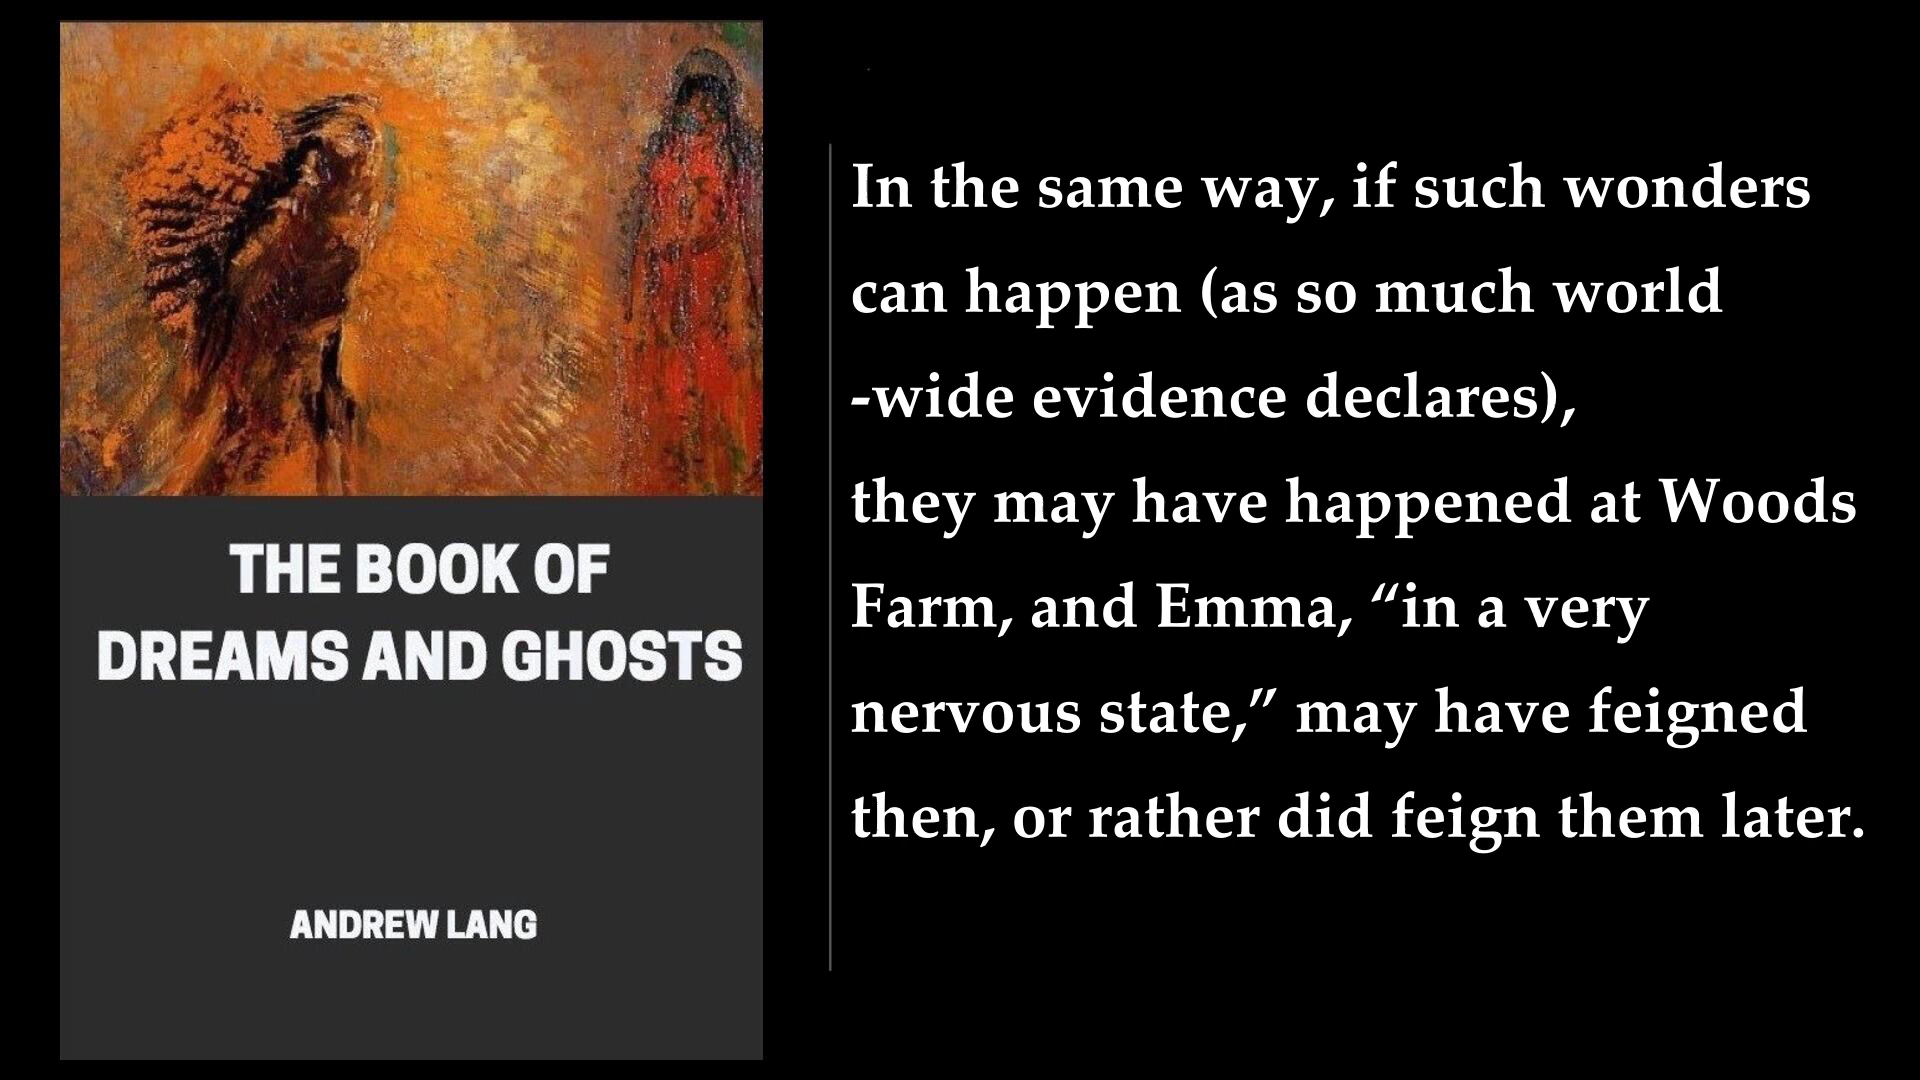 THE BOOK OF
DREAMS AND GHOSTS
ANDREW LANG
In the same way, if such wonders
can happen (as so much world
-wide evidence declares),
they may have happened at Woods
Farm, and Emma, “in a very
nervous state,” may have feigned
then, or rather did feign them later.